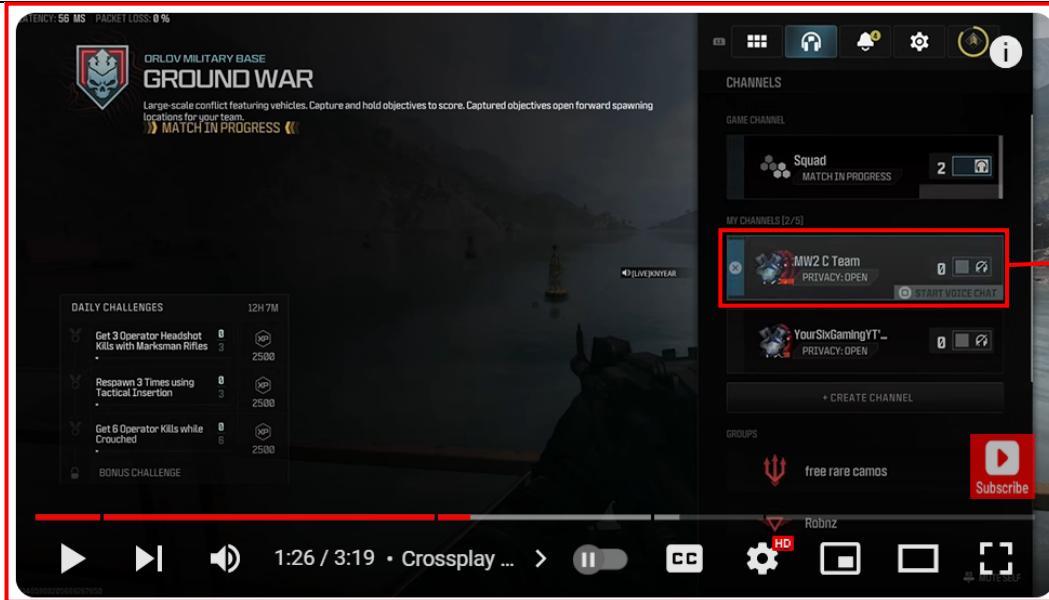 LATENCY: 56 MS PACKET LOSS: 0 %
ORLOV MILITARY BASE
GROUND WAR
Large-scale conflict featuring vehicles. Capture and hold objectives to score. Captured objectives open forward spawning
locations for your team.
MATCH IN PROGRESS
[LIVE]KNYEAR
DAILY CHALLENGES 12H 7M
Get 3 Operator Headshot
Kills with Marksman Rifles
0
3
XP
2500
Respawn 3 Times using
Tactical Insertion
0
3
XP
2500
Get 6 Operator Kills while
Crouched
0
6
XP
2500
BONUS CHALLENGE
4
i
CHANNELS
GAME CHANNEL
Squad
MATCH IN PROGRESS
2
MY CHANNELS [2/5]
MW2 C Team
PRIVACY: OPEN
0
START VOICE CHAT
YourSixGamingYT'...
PRIVACY: OPEN
0
+ CREATE CHANNEL
GROUPS
free rare camos
Robnz
Subscribe
1:26 / 3:19 • Crossplay ... >
CC
HD
MUTE SELF